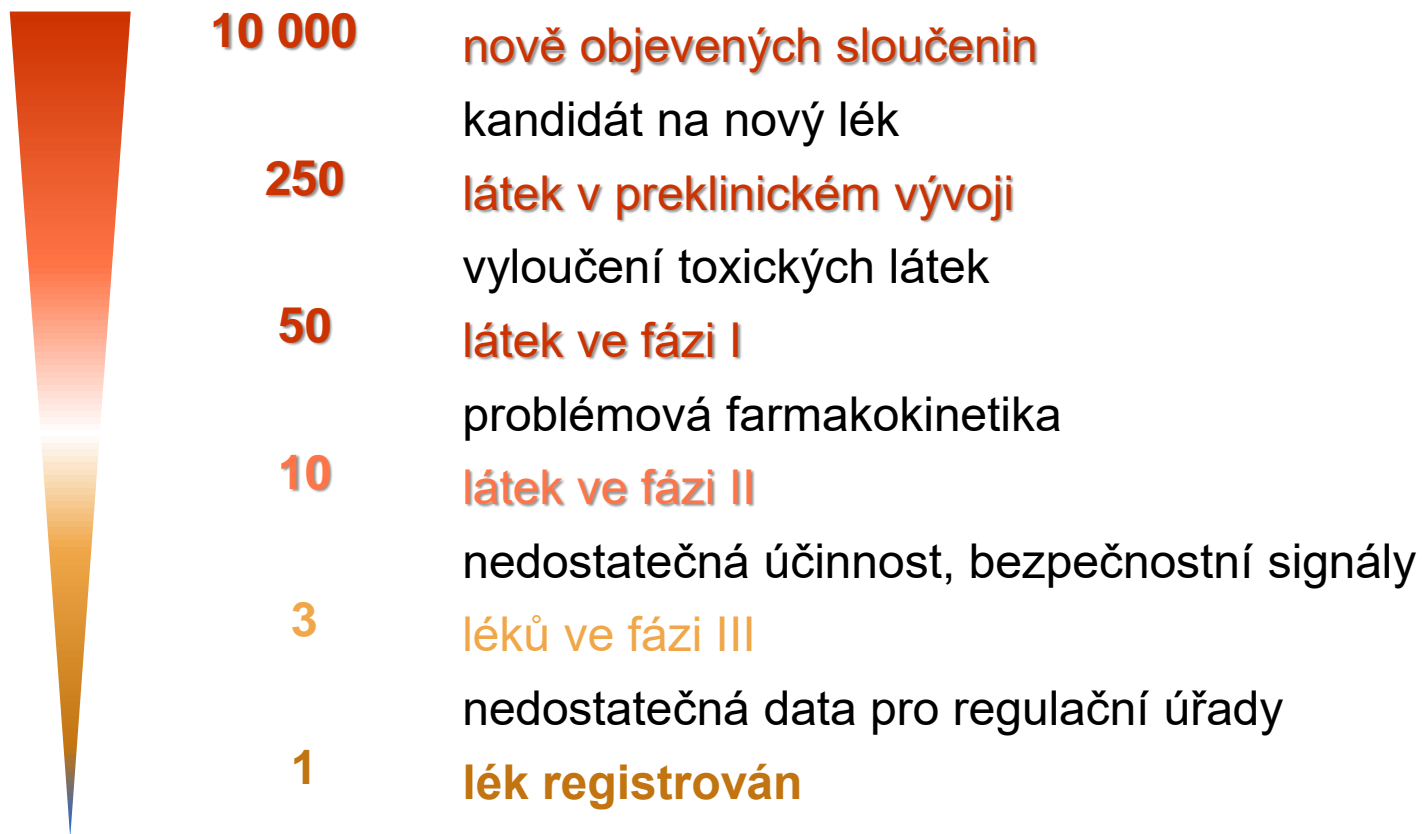 10 000 nově objevených sloučenin
kandidát na nový lék
250 látek v preklinickém vývoji
vyloučení toxických látek
50 látek ve fázi I
problémová farmakokinetika
10 látek ve fázi II
nedostatečná účinnost, bezpečnostní signály
3 léků ve fázi III
nedostatečná data pro regulační úřady
1 lék registrován